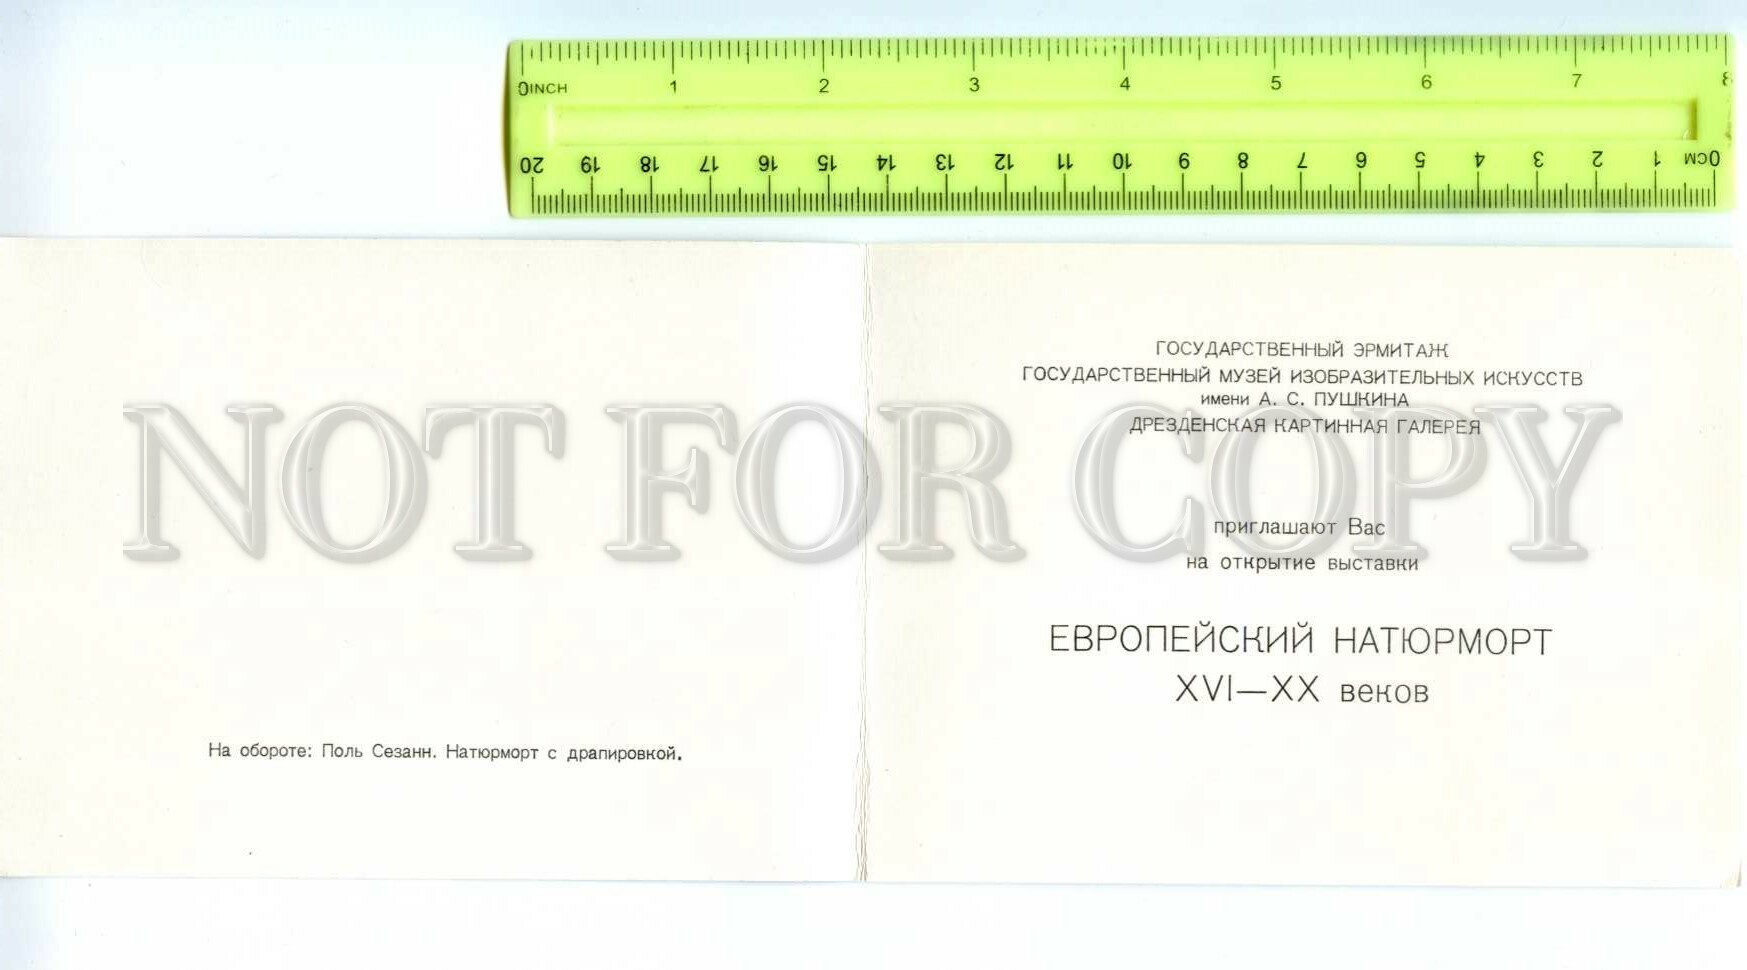 0INCH 1 2 3 4 5 6 7 8
20 19 18 17 16 15 14 13 12 11 10 9 8 7 6 5 4 3 2 1 0CM
ГОСУДАРСТВЕННЫЙ ЭРМИТАЖ
ГОСУДАРСТВЕННЫЙ МУЗЕЙ ИЗОБРАЗИТЕЛЬНЫХ ИСКУССТВ
имени А. С. ПУШКИНА
ДРЕЗДЕНСКАЯ КАРТИННАЯ ГАЛЕРЕЯ
NOT FOR COPY
приглашают Вас
на открытие выставки
ЕВРОПЕЙСКИЙ НАТЮРМОРТ
XVI—XX веков
На обороте: Поль Сезанн. Натюрморт с драпировкой.